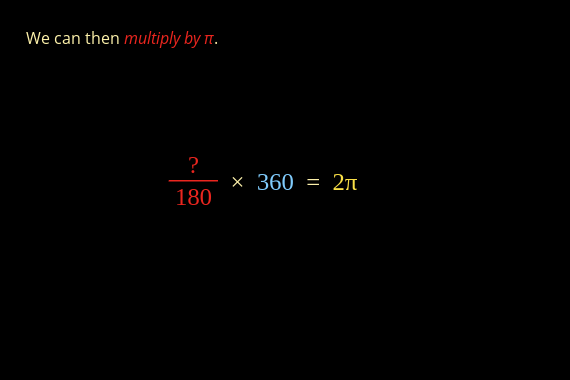 We can then multiply by π.
?/180 × 360 = 2π